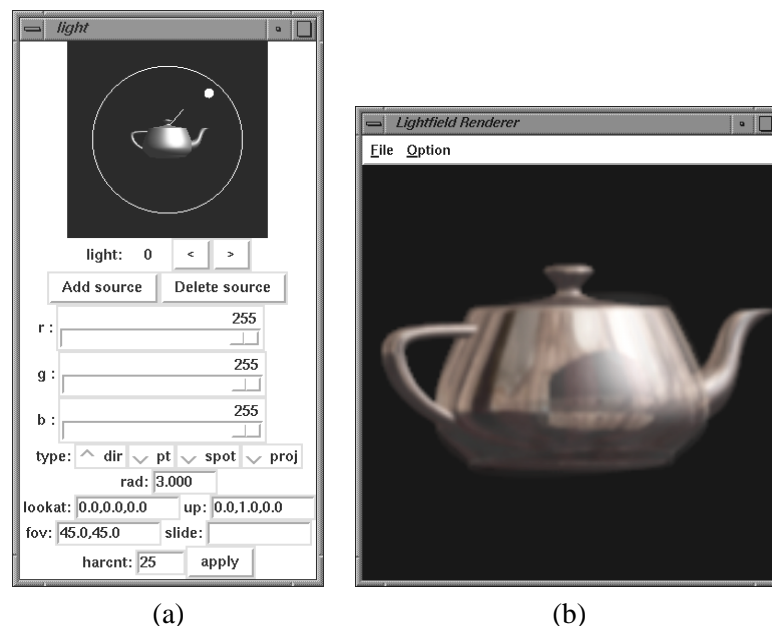 light
light: 0 < >
Add source Delete source
r : 255
g : 255
b : 255
type: dir pt spot proj
rad: 3.000
lookat: 0.0,0.0,0.0 up: 0.0,1.0,0.0
fov: 45.0,45.0 slide:
harcnt: 25 apply
(a)
Lightfield Renderer
File Option
(b)